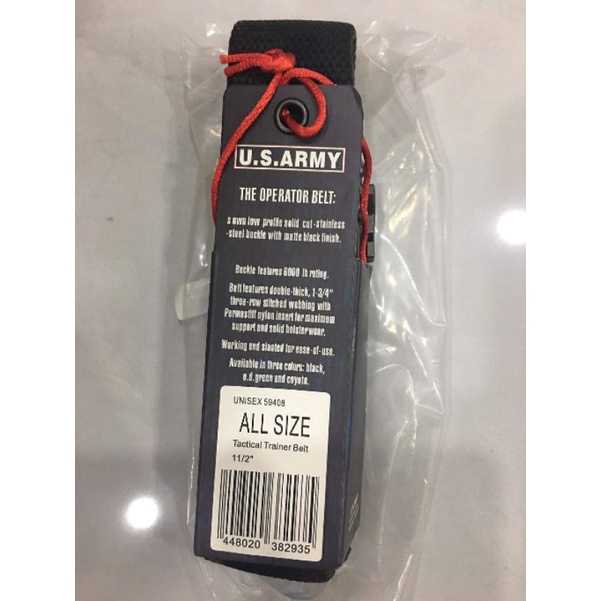 U.S.ARMY
THE OPERATOR BELT:
s own low profile solid cut-stainless
-steel buckle with matte black finish.
Buckle features 6000 lb rating.
Belt features double-thick, 1-3/4"
three-row stitched webbing with
Permastiff nylon insert for maximum
support and solid holsterwear.
Working end slanted for ease-of-use.
Available in three colors: black,
o.d. green and coyote.
UNISEX 59408
ALL SIZE
Tactical Trainer Belt
11/2"
448020 382935